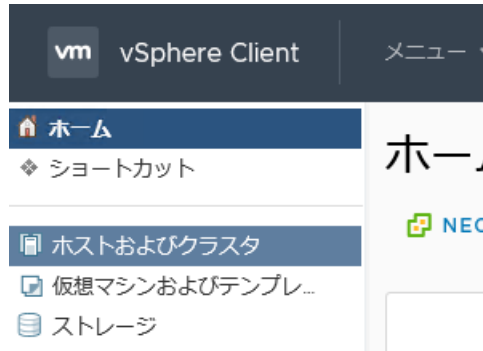 vm vSphere Client メニュー
ホーム
ショートカット
ホストおよびクラスタ
仮想マシンおよびテンプレ...
ストレージ
ホー
NEC